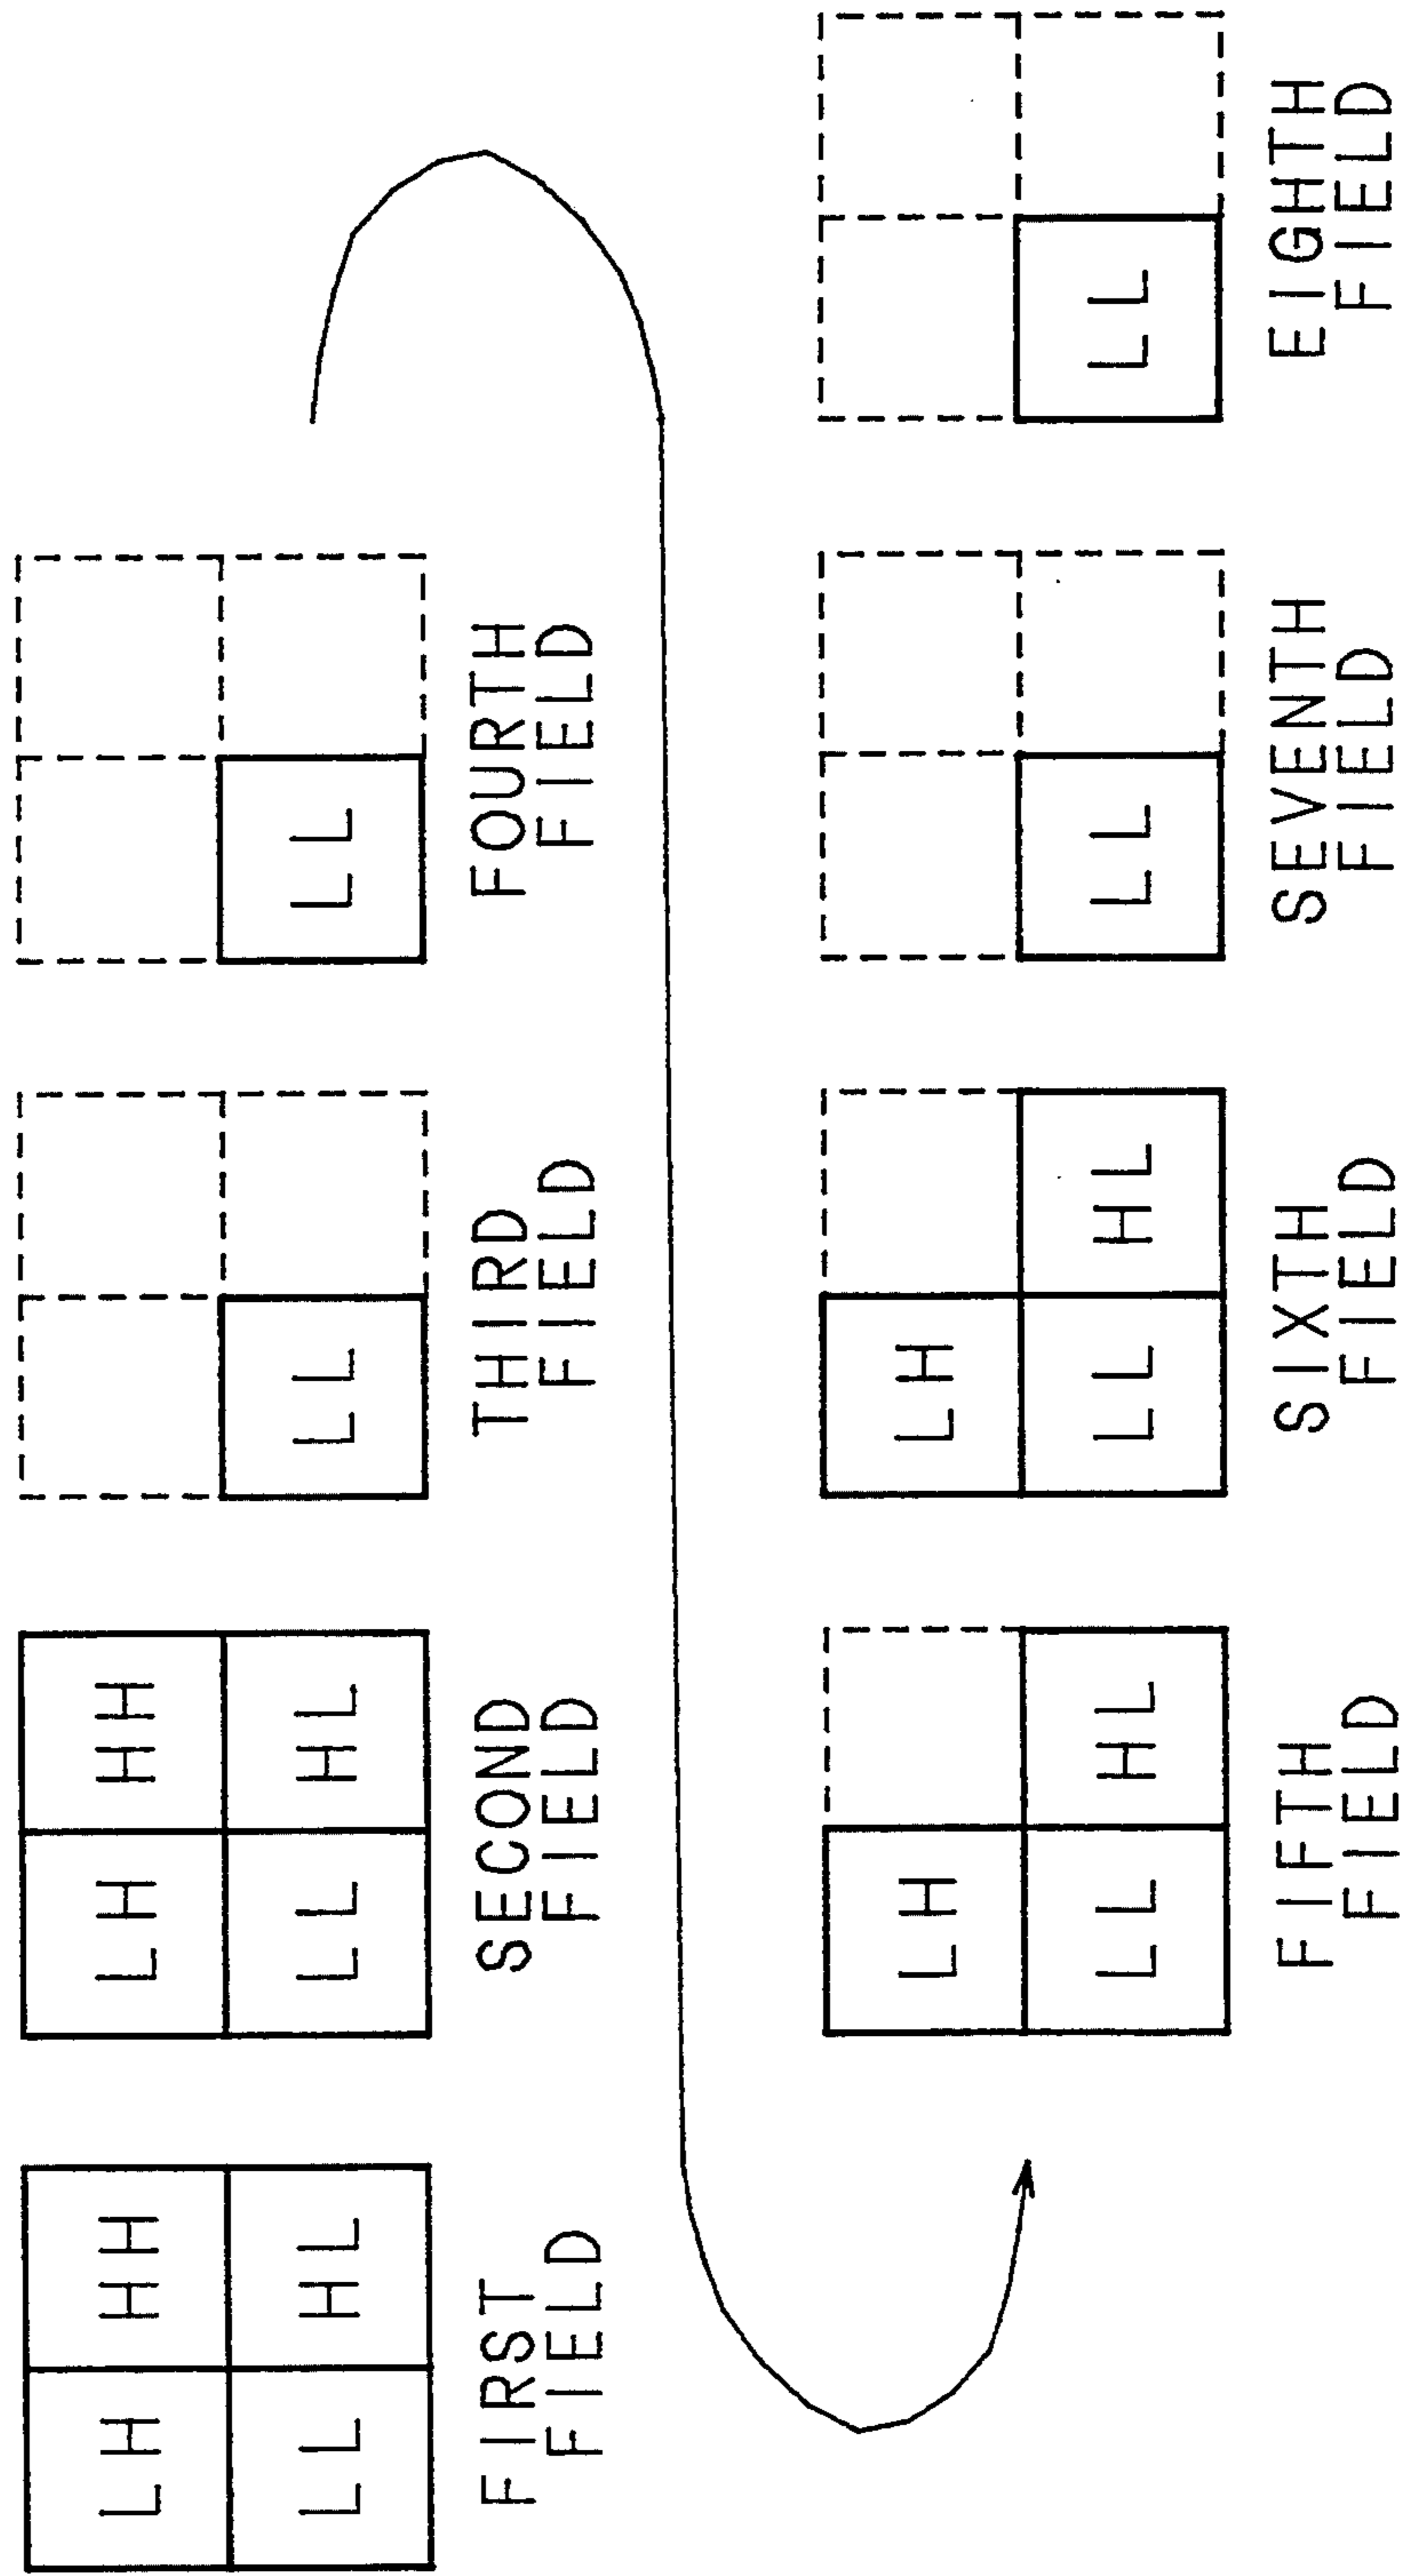 LH HH
LL HL
FIRST
FIELD
LH HH
LL HL
SECOND
FIELD
LL
THIRD
FIELD
LL
FOURTH
FIELD
LH
LL HL
FIFTH
FIELD
LH
LL HL
SIXTH
FIELD
LL
SEVENTH
FIELD
LL
EIGHTH
FIELD